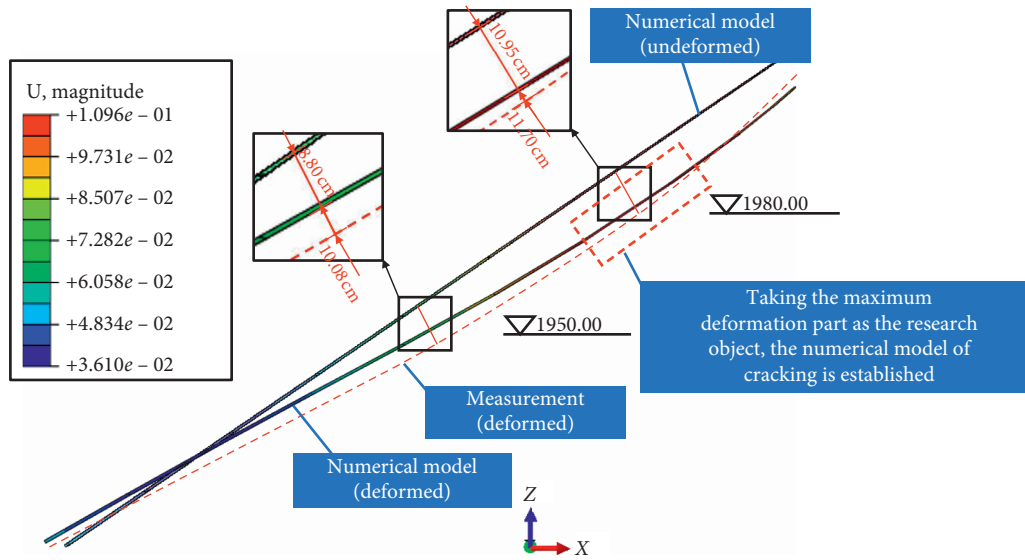 U, magnitude
+1.096e – 01
+9.731e – 02
+8.507e – 02
+7.282e – 02
+6.058e – 02
+4.834e – 02
+3.610e – 02
8.80 cm
10.08 cm
10.95 cm
11.70 cm
Numerical model
(undeformed)
1980.00
1950.00
Taking the maximum
deformation part as the research
object, the numerical model of
cracking is established
Measurement
(deformed)
Numerical model
(deformed)
Z
X